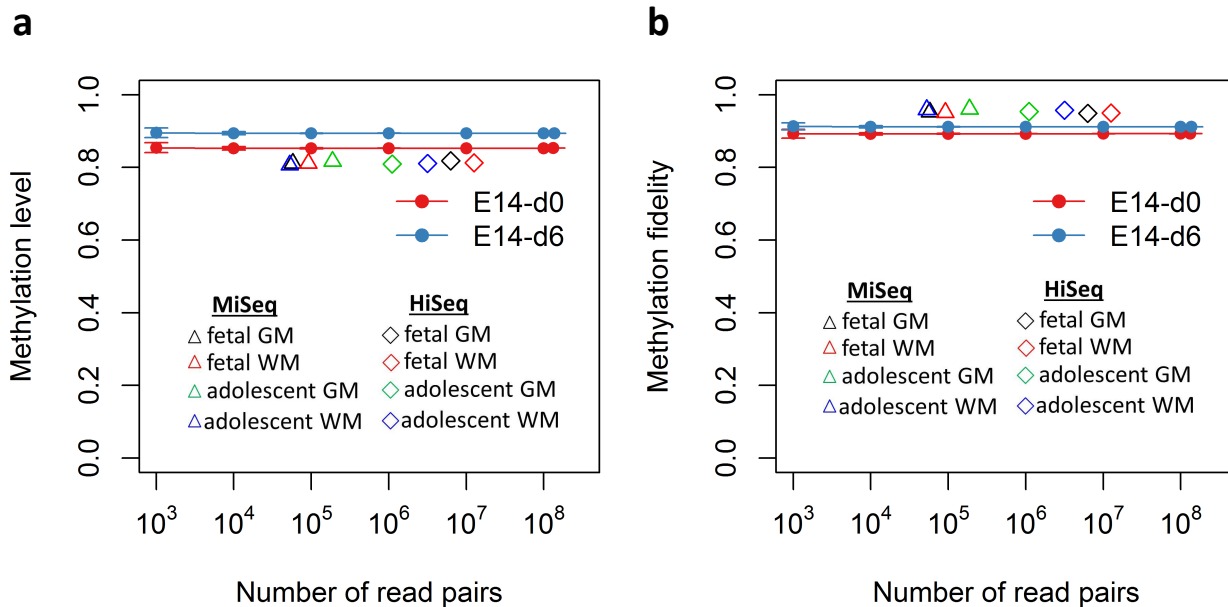 a
Methylation level
1.0
0.8
0.6
0.4
0.2
0.0
E14-d0
E14-d6
MiSeq HiSeq
fetal GM fetal GM
fetal WM fetal WM
adolescent GM adolescent GM
adolescent WM adolescent WM
10³ 10⁴ 10⁵ 10⁶ 10⁷ 10⁸
Number of read pairs
b
Methylation fidelity
1.0
0.8
0.6
0.4
0.2
0.0
E14-d0
E14-d6
MiSeq HiSeq
fetal GM fetal GM
fetal WM fetal WM
adolescent GM adolescent GM
adolescent WM adolescent WM
10³ 10⁴ 10⁵ 10⁶ 10⁷ 10⁸
Number of read pairs